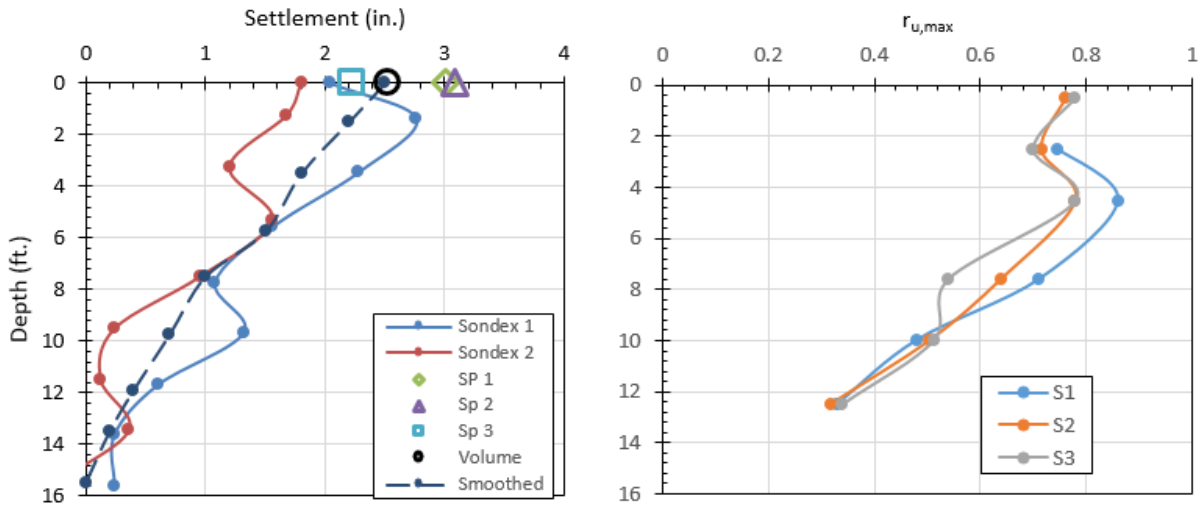 Settlement (in.)
0 1 2 3 4
0
2
4
6
8
10
12
14
16
Depth (ft.)
Sondex 1
Sondex 2
SP 1
Sp 2
Sp 3
Volume
Smoothed
ru,max
0 0.2 0.4 0.6 0.8 1
0
2
4
6
8
10
12
14
16
S1
S2
S3